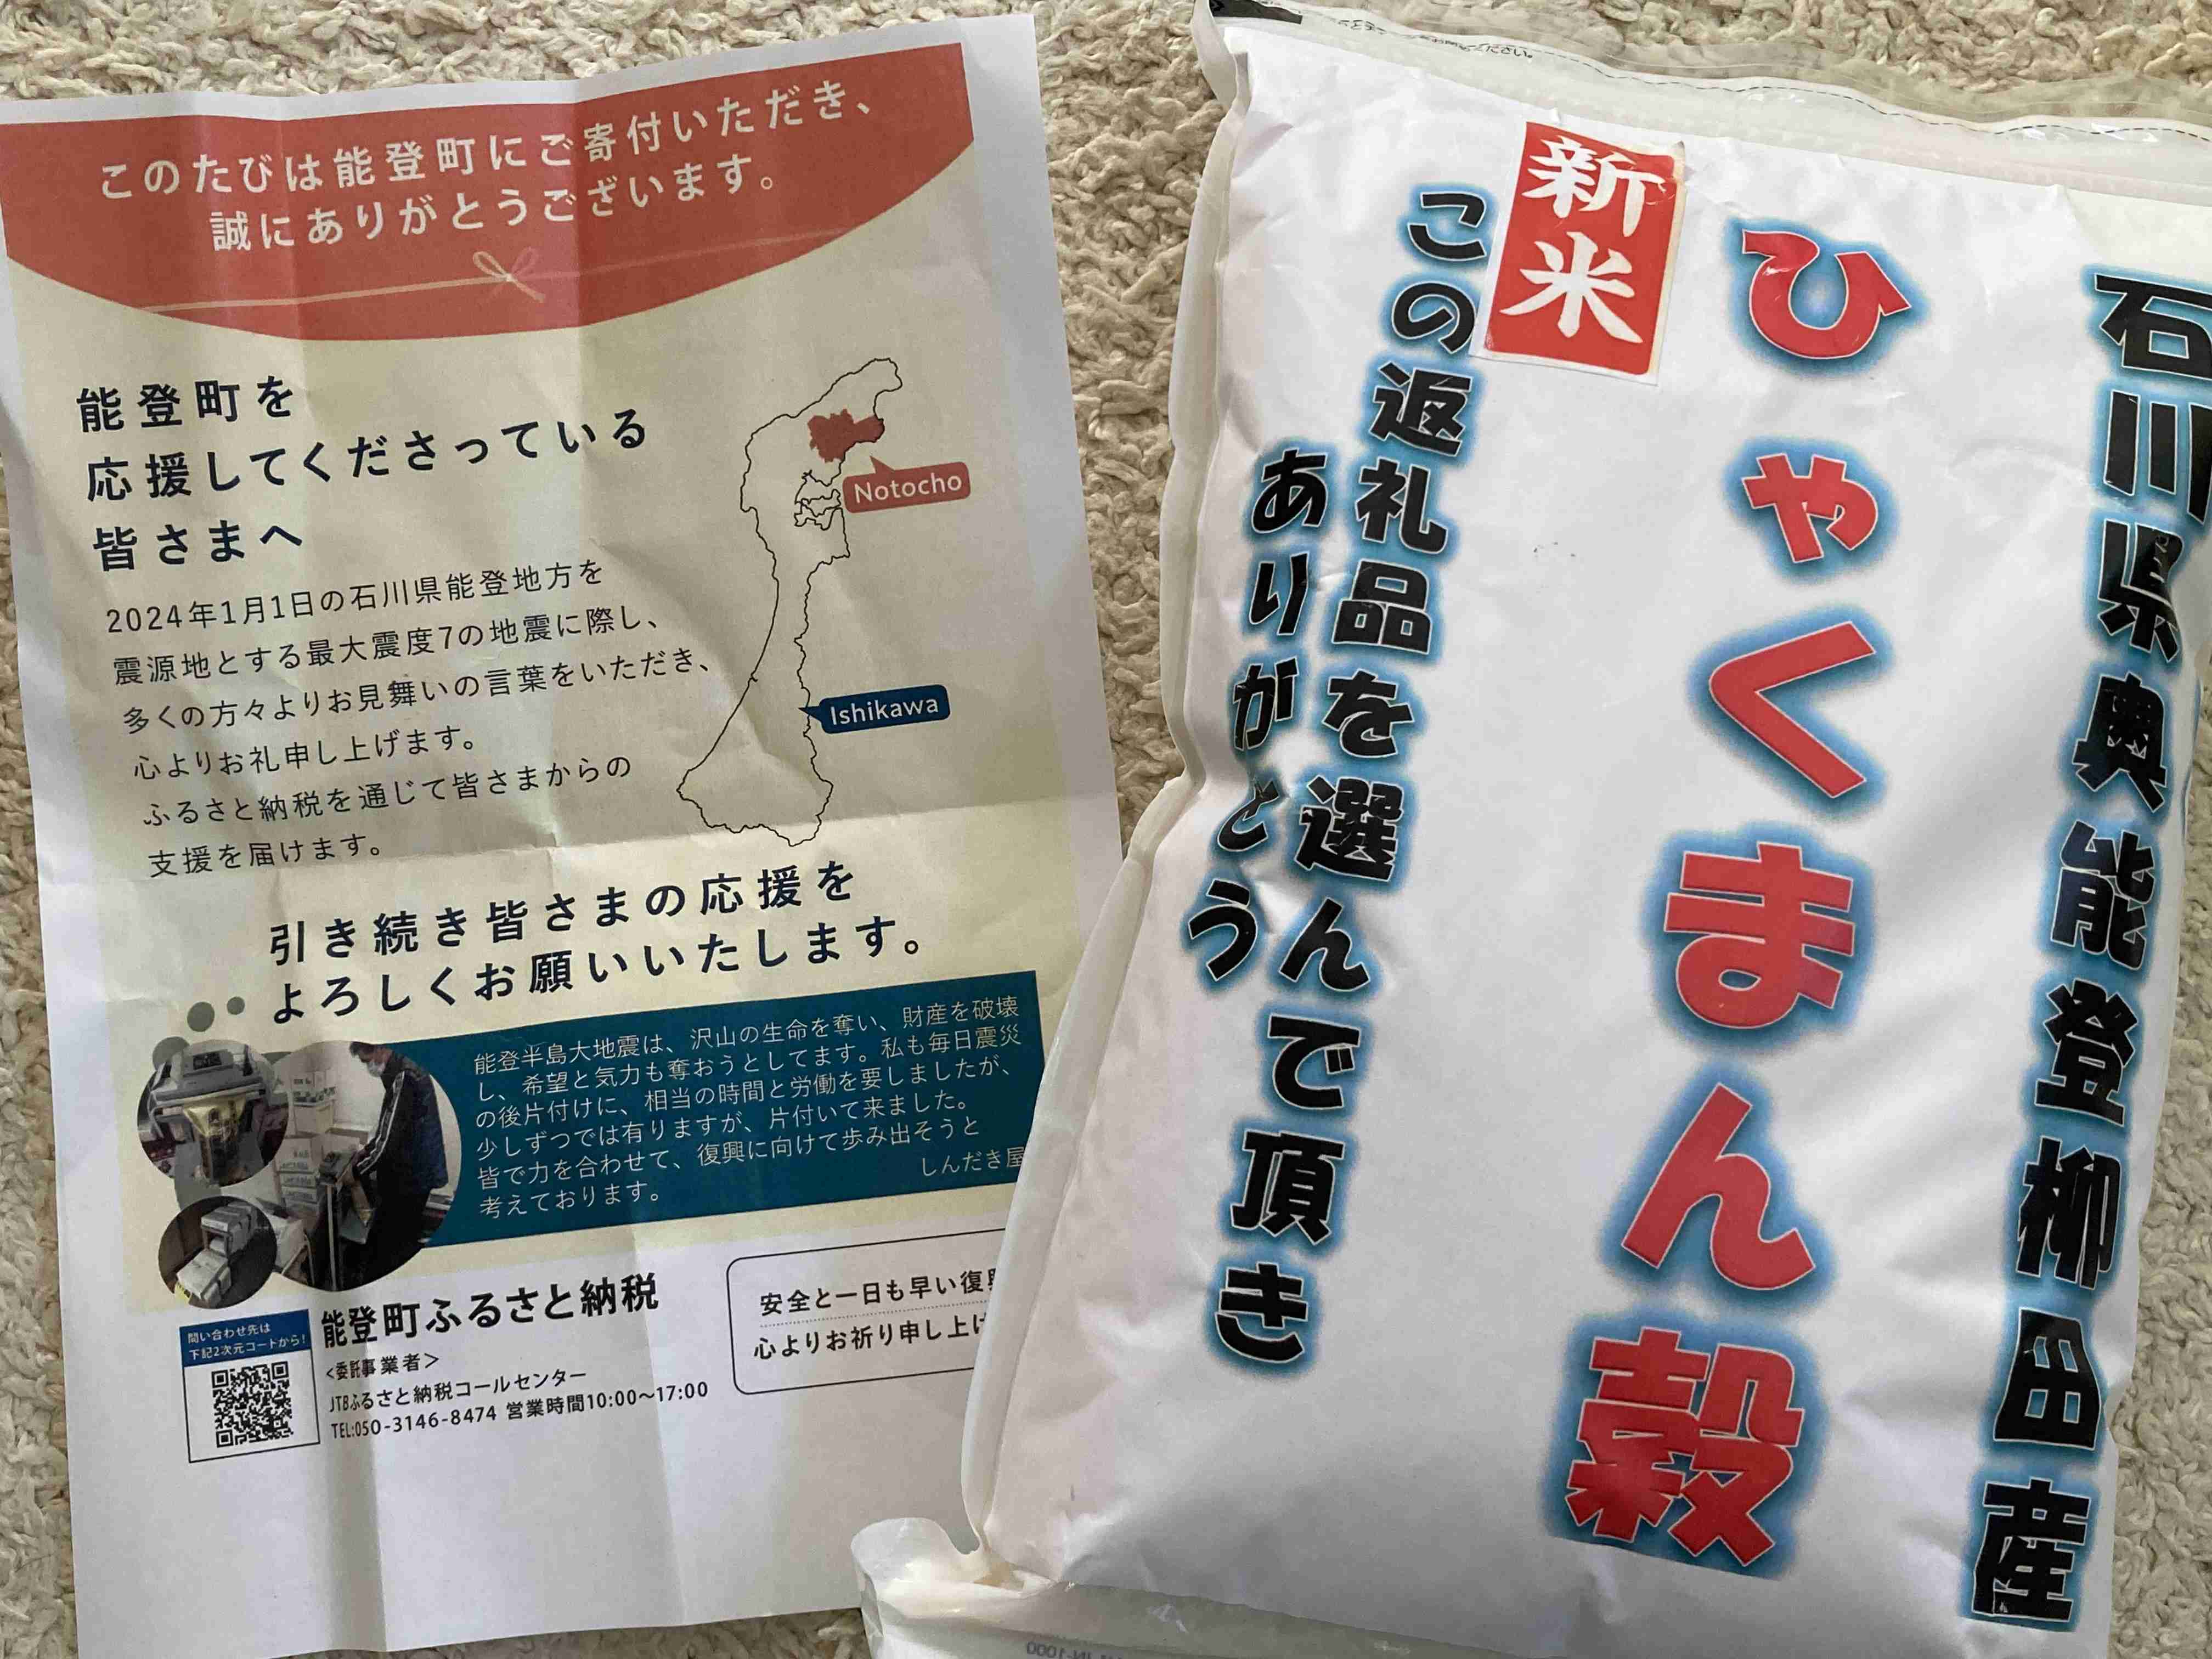 このたびは能登町にご寄付いただき、
誠にありがとうございます。
能登町を
応援してくださっている
皆さまへ
2024年1月1日の石川県能登地方を
震源地とする最大震度7の地震に際し、
多くの方々よりお見舞いの言葉をいただき、
心よりお礼申し上げます。
ふるさと納税を通じて皆さまからの
支援を届けます。
Notocho
Ishikawa
引き続き皆さまの応援を
よろしくお願いいたします。
能登半島大地震は、沢山の生命を奪い、財産を破壊
し、希望と気力も奪おうとしてます。私も毎日震災
の後片付けに、相当の時間と労働を要しましたが、
少しずつでは有りますが、片付いて来ました。
皆で力を合わせて、復興に向けて歩み出そうと
考えております。
しんだき屋
問い合わせ先は
下記2次元コードから!
能登町ふるさと納税
<委託事業者>
JTBふるさと納税コールセンター
TEL:050-3146-8474 営業時間10:00~17:00
安全と一日も早い復
心よりお祈り申し上げ
石川県奥能登柳田産
ひゃくまん穀
新米
この返礼品を選んで頂き
ありがとう